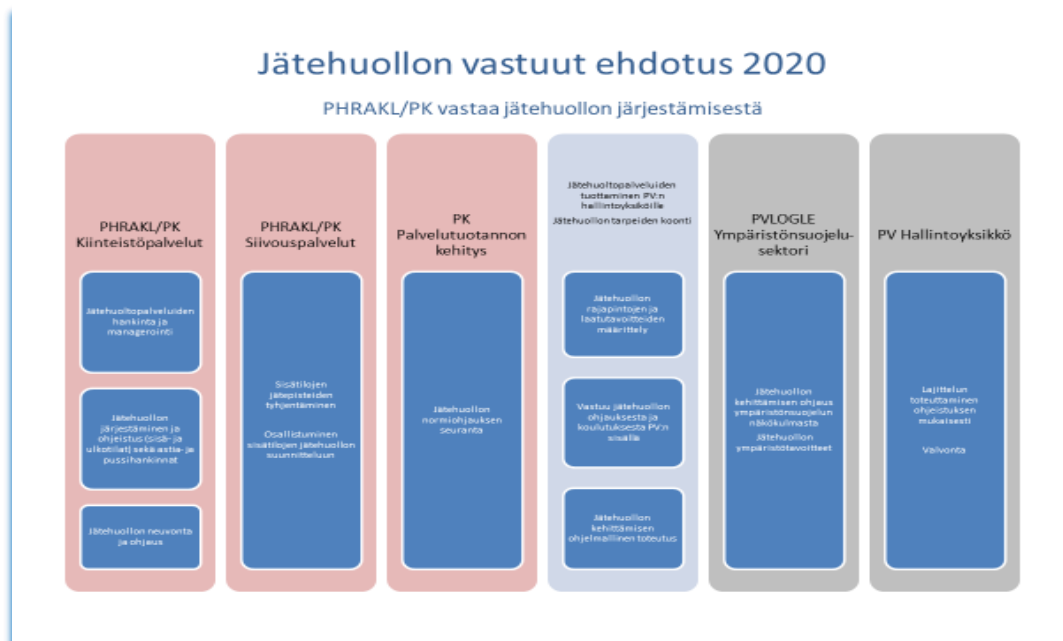 Jätehuollon vastuut ehdotus 2020
PHRAKL/PK vastaa jätehuollon järjestämisestä
PHRAKL/PK
Kiinteistöpalvelut
Jätehuoltopalveluiden
hankinta ja
managerointi
Jätehuollon
järjestäminen ja
ohjeistus (sisä- ja
ulkotilat) sekä astia- ja
pussihankinnat
Jätehuollon neuvonta
ja ohjaus
PHRAKL/PK
Siivouspalvelut
Sisätilojen
jätepisteiden
tyhjentäminen
Osallistuminen
sisätilojen jätehuollon
suunnitteluun
PK
Palvelutuotannon
kehitys
Jätehuollon
normiohjauksen
seuranta
Jätehuoltopalveluiden
tuottaminen PV:n
hallintoyksiköille
Jätehuollon tarpeiden koonti
Jätehuollon
rajapintojen ja
laatutavoitteiden
määrittely
Vastuu jätehuollon
ohjauksesta ja
koulutuksesta PV:n
sisällä
Jätehuollon
kehittämisen
ohjelmallinen toteutus
PVLOGLE
Ympäristönsuojelu-
sektori
Jätehuollon
kehittämisen ohjaus
ympäristönsuojelun
näkökulmasta
Jätehuollon
ympäristötavoitteet
PV Hallintoyksikkö
Lajittelun
toteuttaminen
ohjeistuksen
mukaisesti
Valvonta